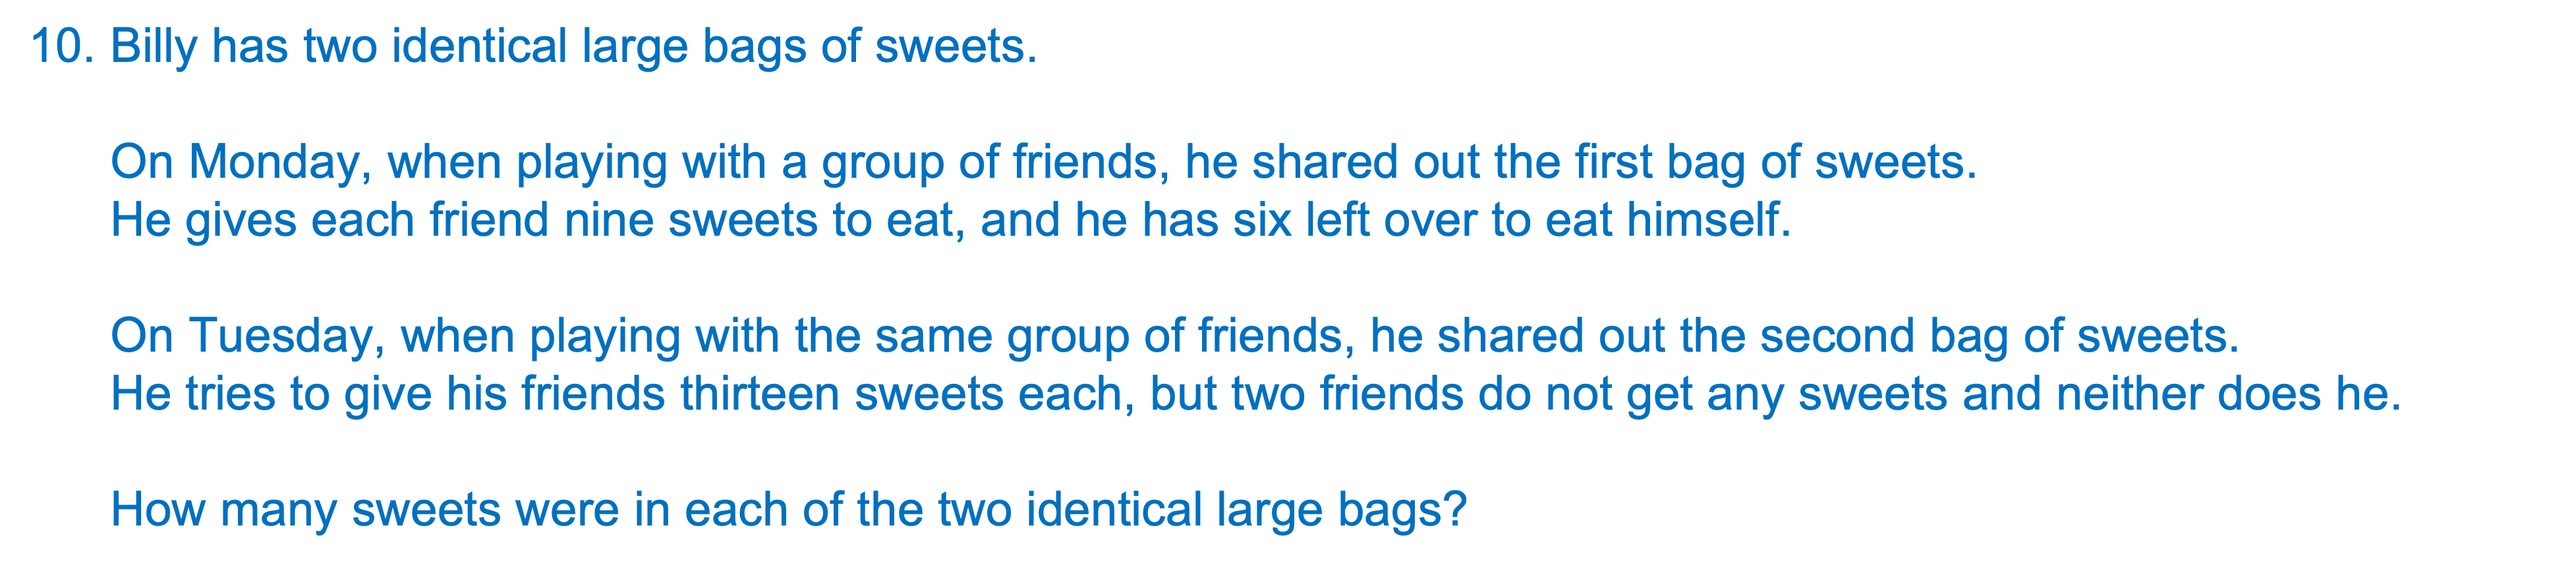 10. Billy has two identical large bags of sweets.
On Monday, when playing with a group of friends, he shared out the first bag of sweets.
He gives each friend nine sweets to eat, and he has six left over to eat himself.
On Tuesday, when playing with the same group of friends, he shared out the second bag of sweets.
He tries to give his friends thirteen sweets each, but two friends do not get any sweets and neither does he.
How many sweets were in each of the two identical large bags?